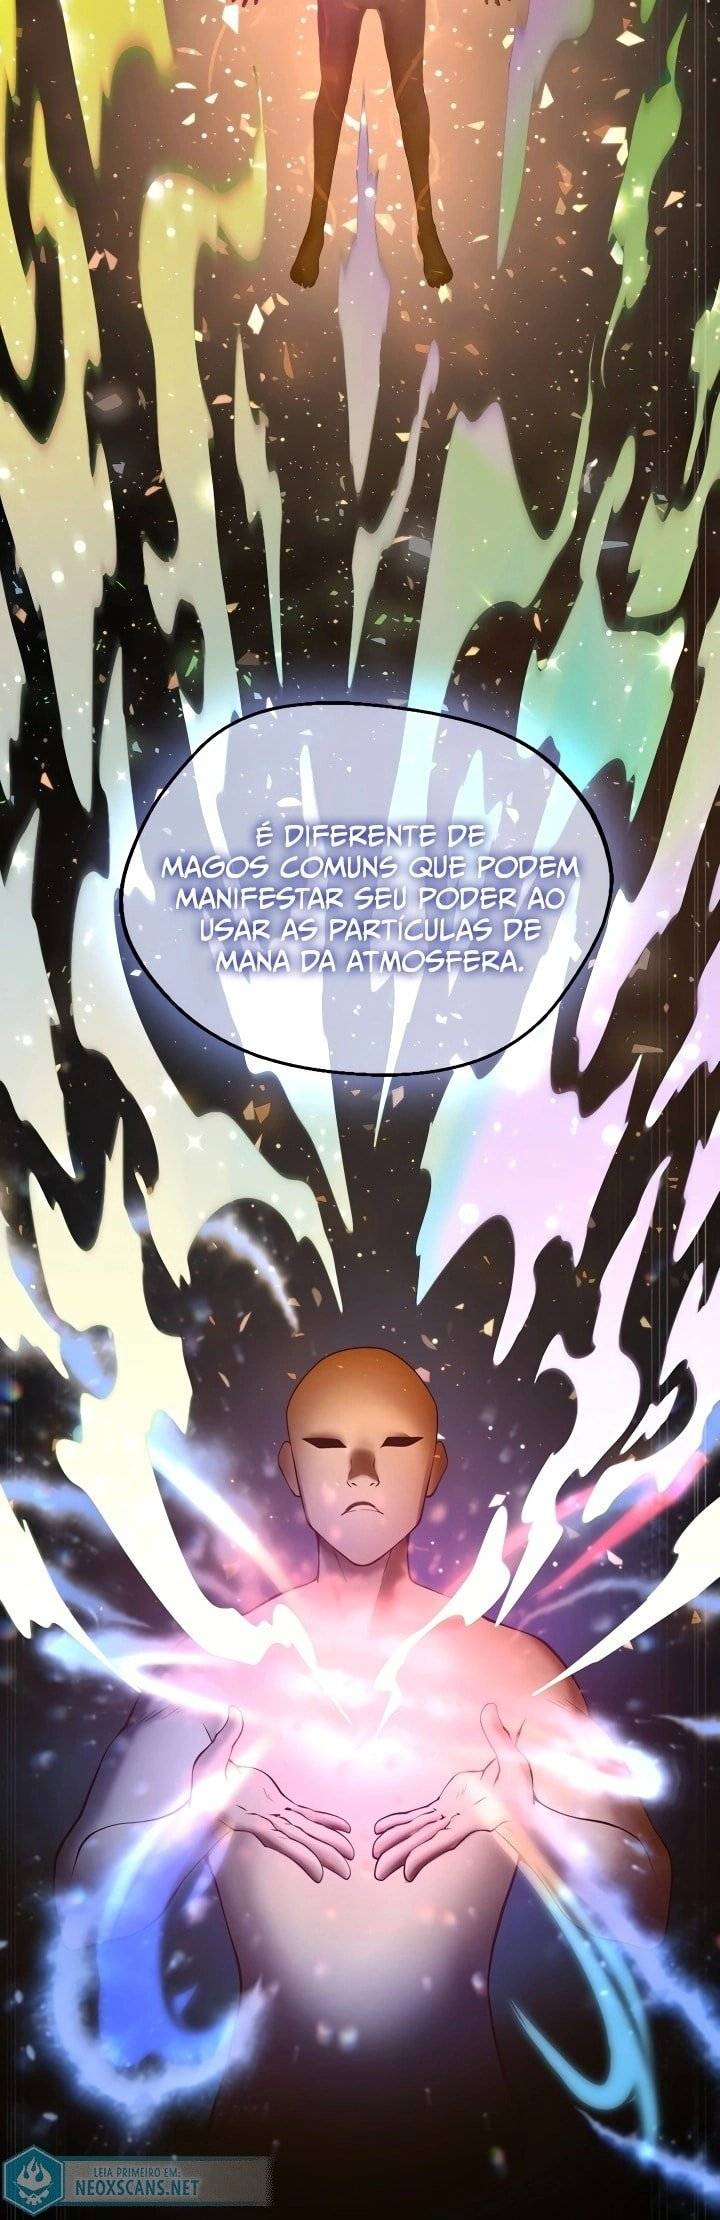 É DIFERENTE DE
MAGOS COMUNS QUE PODEM
MANIFESTAR SEU PODER AO
USAR AS PARTÍCULAS DE
MANA DA ATMOSFERA.
LEIA PRIMEIRO EM:
NEOXSCANS.NET